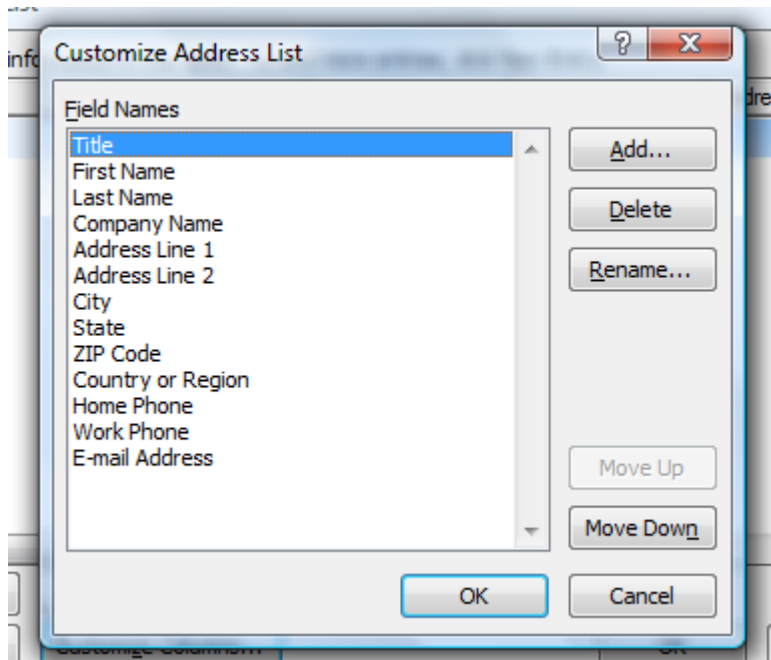 Customize Address List
Field Names
Title
First Name
Last Name
Company Name
Address Line 1
Address Line 2
City
State
ZIP Code
Country or Region
Home Phone
Work Phone
E-mail Address
Add...
Delete
Rename...
Move Up
Move Down
OK
Cancel